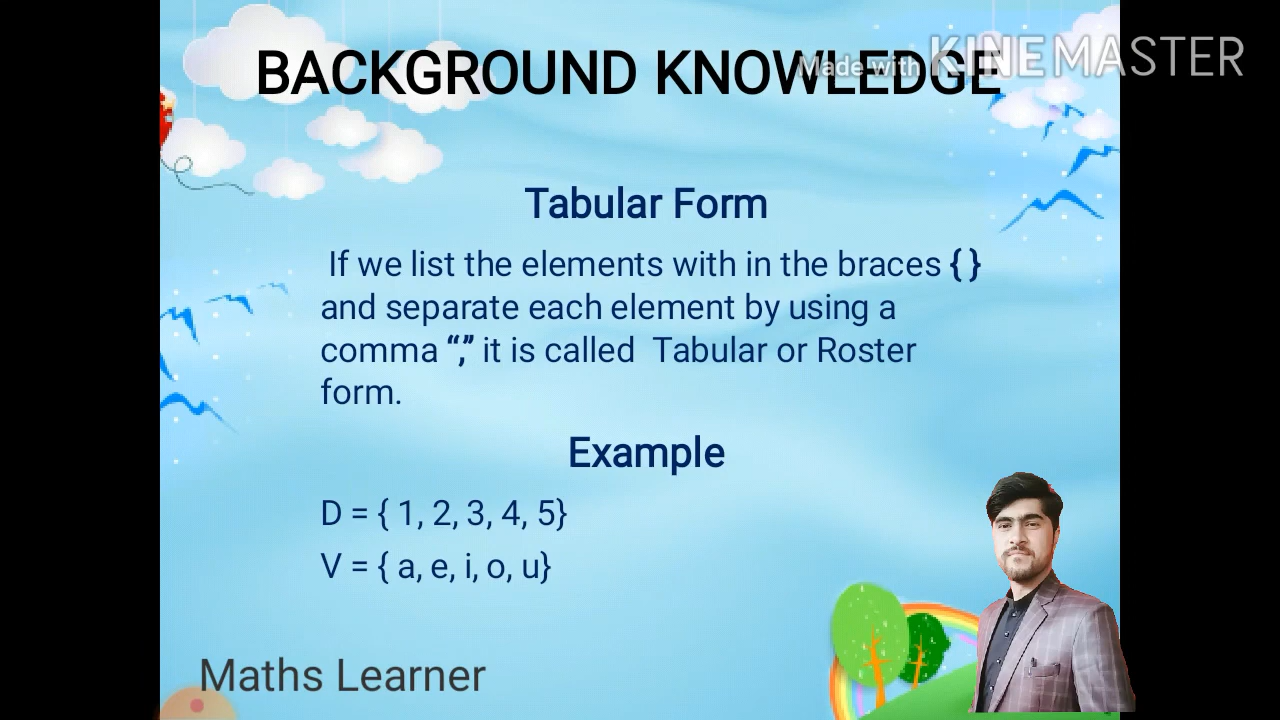 BACKGROUND KNOWLEDGE
Made with KINEMASTER
Tabular Form
If we list the elements with in the braces { }
and separate each element by using a
comma “,” it is called Tabular or Roster
form.
Example
D = { 1, 2, 3, 4, 5}
V = { a, e, i, o, u}
Maths Learner